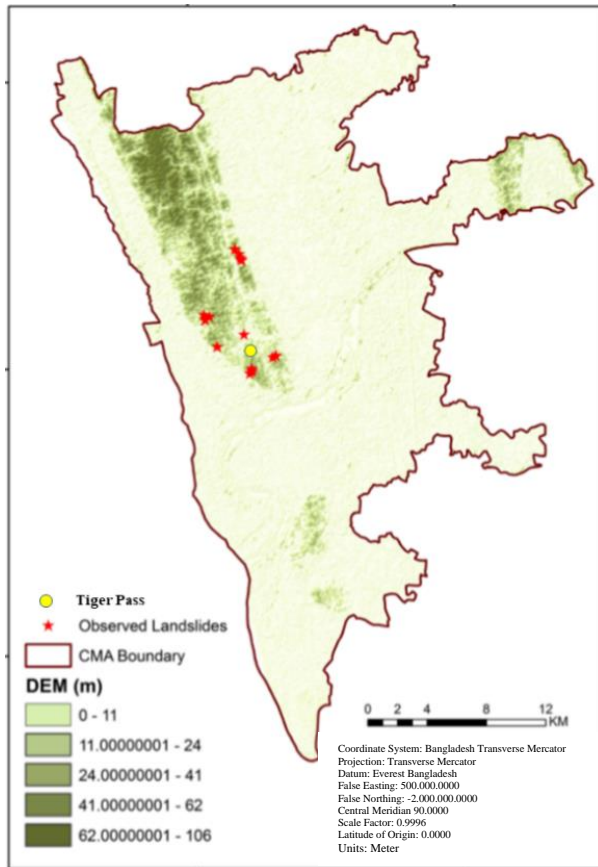 Tiger Pass
Observed Landslides
CMA Boundary
DEM (m)
0 - 11
11.00000001 - 24
24.00000001 - 41
41.00000001 - 62
62.00000001 - 106
0 2 4 8 12
KM
Coordinate System: Bangladesh Transverse Mercator
Projection: Transverse Mercator
Datum: Everest Bangladesh
False Easting: 500.000.0000
False Northing: -2.000.000.0000
Central Meridian 90.0000
Scale Factor: 0.9996
Latitude of Origin: 0.0000
Units: Meter